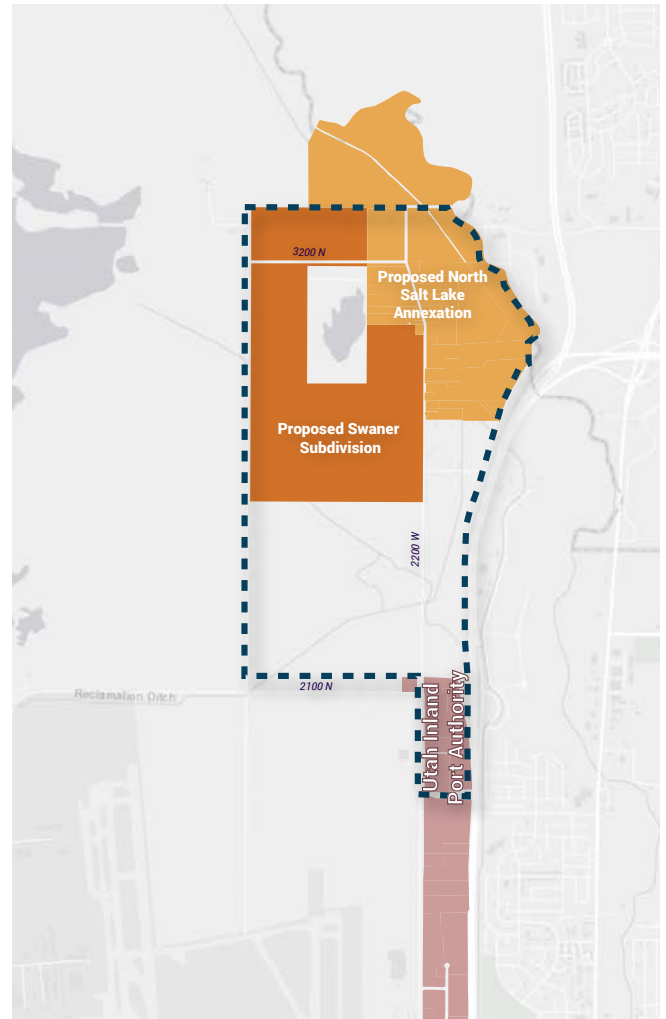 3200 N
Proposed North
Salt Lake
Annexation
Proposed Swaner
Subdivision
2200 W
2100 N
Reclamation Ditch
Utah Inland
Port Authority